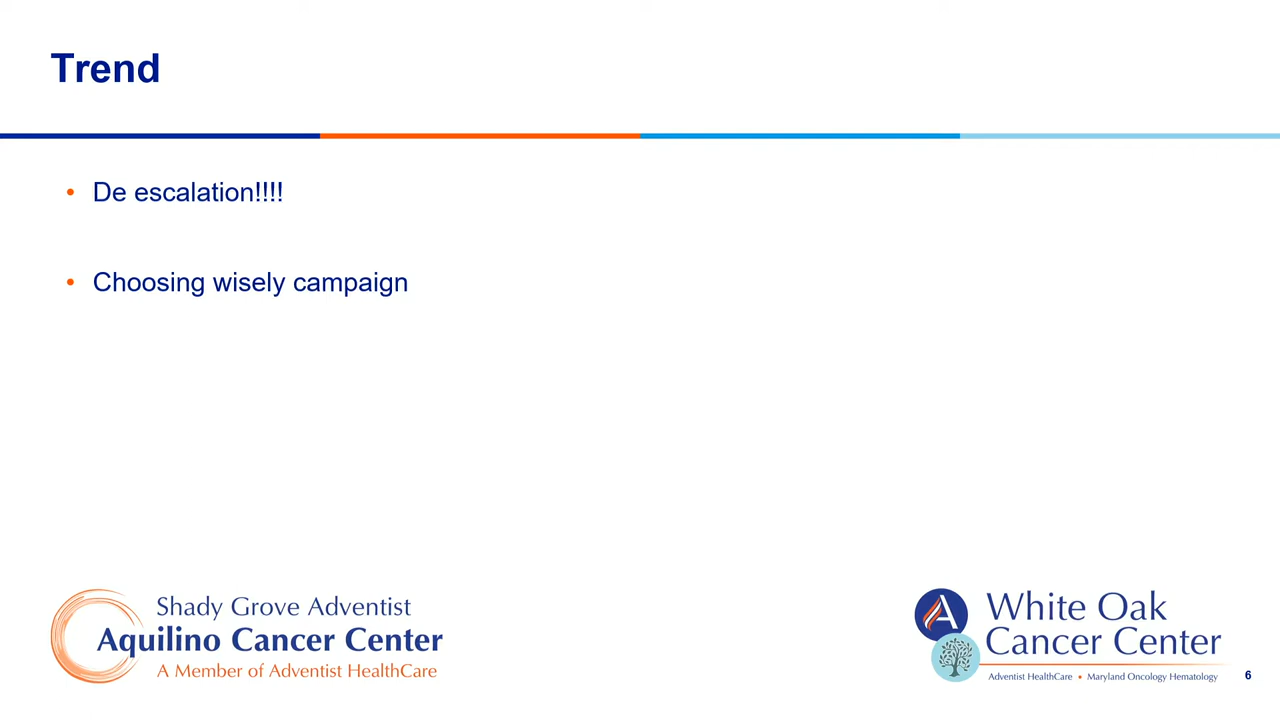 Trend
• De escalation!!!!
• Choosing wisely campaign
Shady Grove Adventist
Aquilino Cancer Center
A Member of Adventist HealthCare
A
White Oak
Cancer Center
Adventist HealthCare • Maryland Oncology Hematology
6